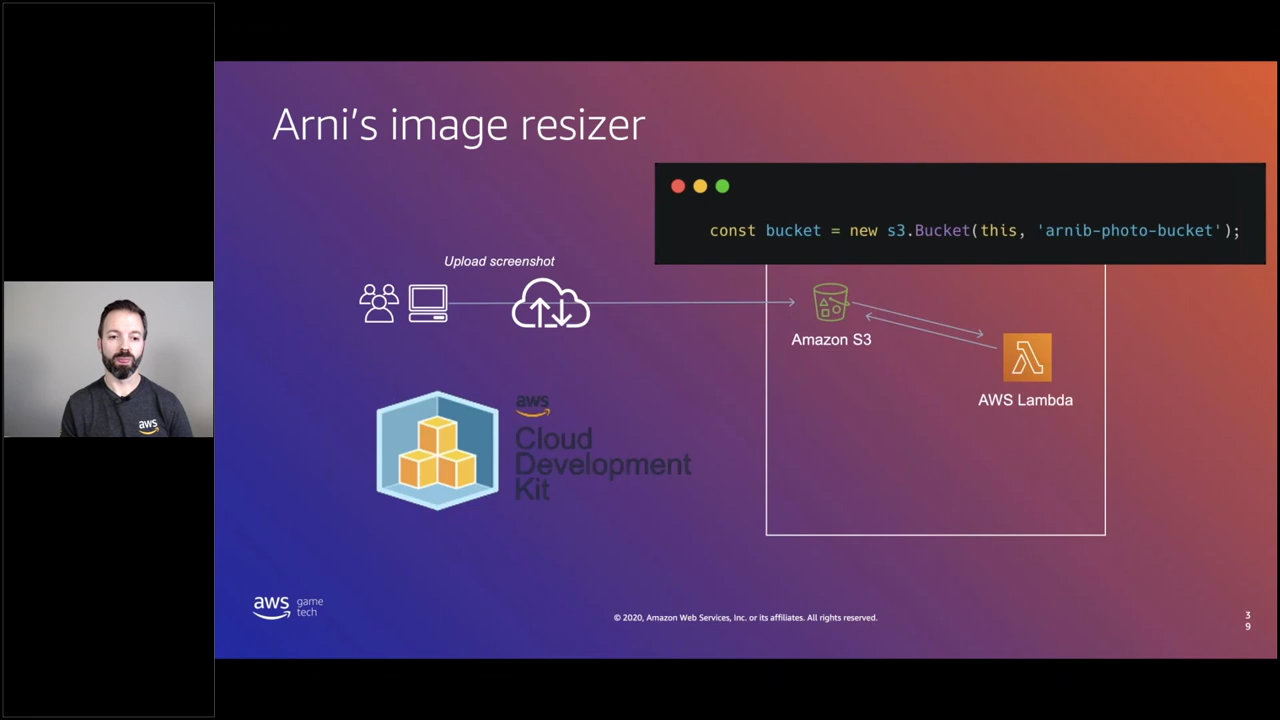 Arni's image resizer
const bucket = new s3.Bucket(this, 'arnib-photo-bucket');
Upload screenshot
Amazon S3
AWS Lambda
aws
Cloud
Development
Kit
aws
aws game
tech
© 2020, Amazon Web Services, Inc. or its affiliates. All rights reserved.
3
9